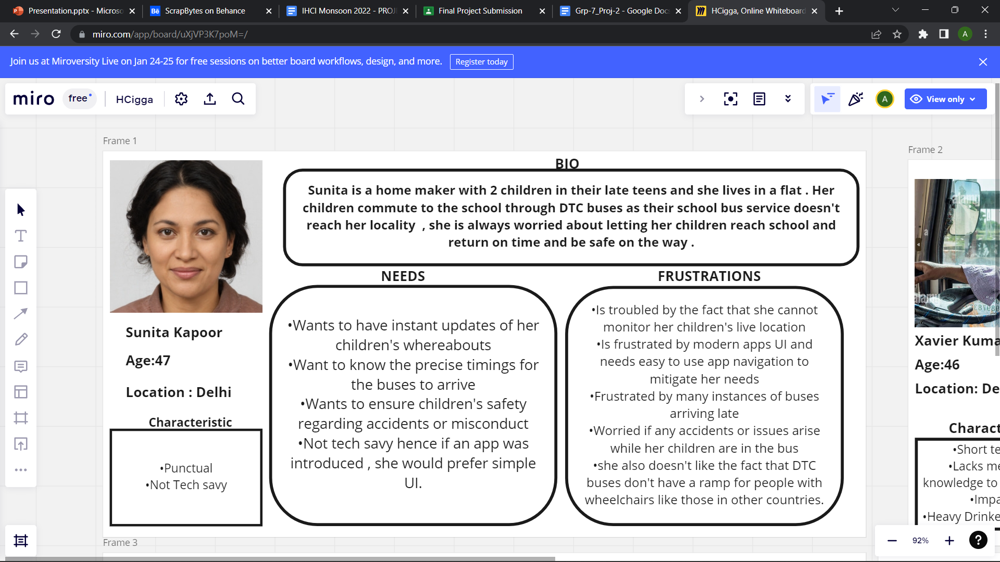 Presentation.pptx - Microso
ScrapBytes on Behance
IHCI Monsoon 2022 - PROJ
Final Project Submission
Grp-7_Proj-2 - Google Docs
HCigga, Online Whiteboard
miro.com/app/board/uXjVP3K7poM=/
A
Join us at Miroversity Live on Jan 24-25 for free sessions on better board workflows, design, and more.
Register today
miro
free
HCigga
A
View only
Frame 1
BIO
Sunita is a home maker with 2 children in their late teens and she lives in a flat . Her
children commute to the school through DTC buses as their school bus service doesn't
reach her locality  , she is always worried about letting her children reach school and
return on time and be safe on the way .
Sunita Kapoor
Age:47
Location : Delhi
Characteristic
•Punctual
•Not Tech savy
NEEDS
•Wants to have instant updates of her
children's whereabouts
•Want to know the precise timings for
the buses to arrive
•Wants to ensure children's safety
regarding accidents or misconduct
•Not tech savy hence if an app was
introduced , she would prefer simple
UI.
FRUSTRATIONS
•Is troubled by the fact that she cannot
monitor her children's live location
•Is frustrated by modern apps UI and
needs easy to use app navigation to
mitigate her needs
•Frustrated by many instances of buses
arriving late
•Worried if any accidents or issues arise
while her children are in the bus
•she also doesn't like the fact that DTC
buses don't have a ramp for people with
wheelchairs like those in other countries.
Frame 2
alamy
Xavier Kuma
Age:46
Location: De
Charact
•Short te
•Lacks me
knowledge to
•Impa
•Heavy Drinke
Frame 3
92%